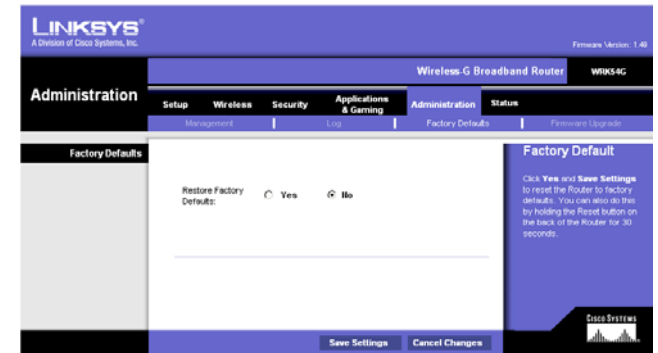 LINKSYS®
A Division of Cisco Systems, Inc.
Firmware Version: 1.40
Wireless-G Broadband Router WRK54G
Administration
Setup Wireless Security Applications & Gaming Administration Status
Management Log Factory Defaults Firmware Upgrade
Factory Defaults
Restore Factory
Defaults:
Yes No
Factory Default
Click Yes and Save Settings
to reset the Router to factory
defaults. You can also do this
by holding the Reset button on
the back of the Router for 30
seconds.
CISCO SYSTEMS
Save Settings Cancel Changes